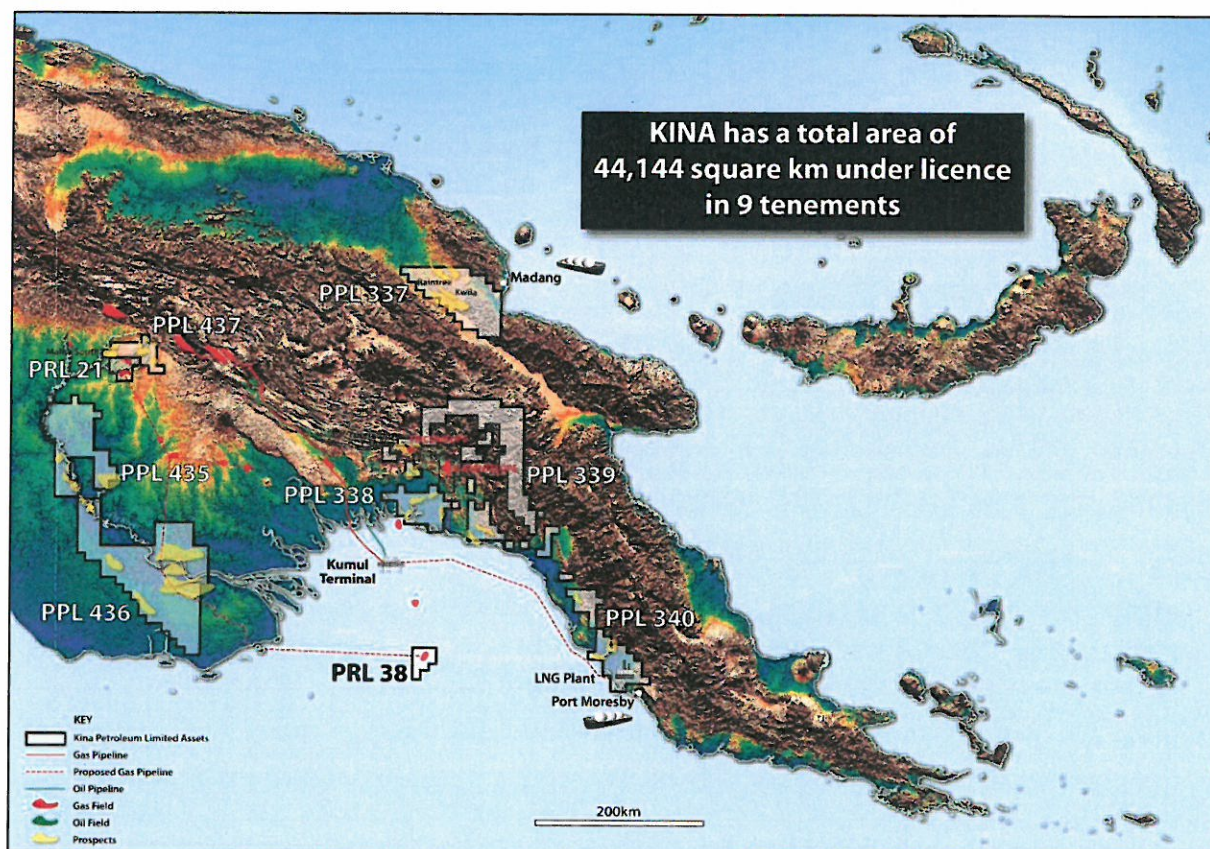 KINA has a total area of
44,144 square km under licence
in 9 tenements
Madang
PPL 337
Raintree
Kwila
PPL 437
PRL 21
PPL 435
PPL 338
PPL 339
Kumul
Terminal
PPL 436
PPL 340
PRL 38
LNG Plant
Port Moresby
KEY
Kina Petroleum Limited Assets
Gas Pipeline
Proposed Gas Pipeline
Oil Pipeline
Gas Field
Oil Field
Prospects
200km